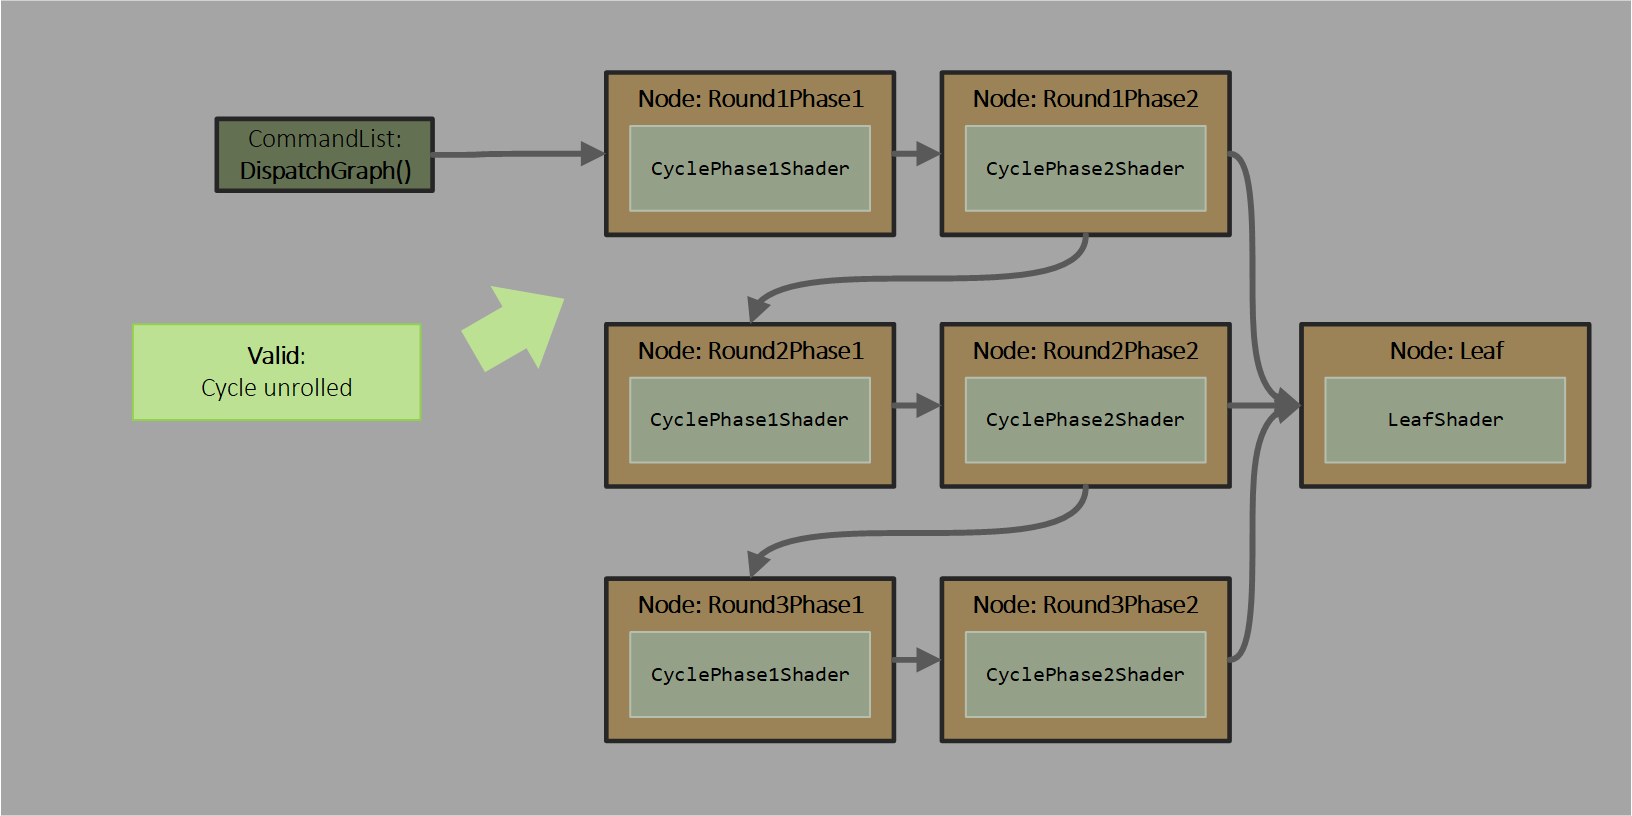 Node: Round1Phase1
CyclePhase1Shader
Node: Round1Phase2
CyclePhase2Shader
CommandList:
DispatchGraph()
Valid:
Cycle unrolled
Node: Round2Phase1
CyclePhase1Shader
Node: Round2Phase2
CyclePhase2Shader
Node: Leaf
LeafShader
Node: Round3Phase1
CyclePhase1Shader
Node: Round3Phase2
CyclePhase2Shader